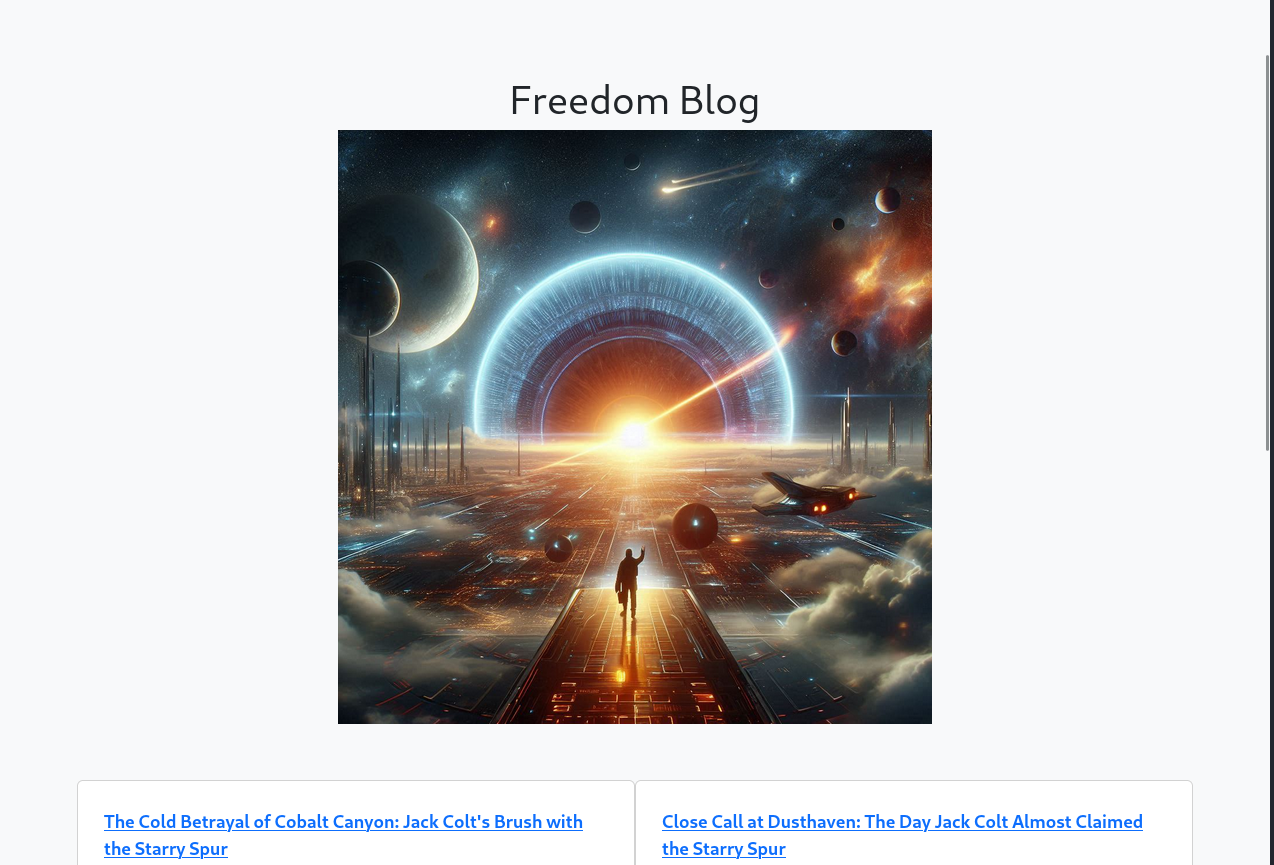 Freedom Blog
The Cold Betrayal of Cobalt Canyon: Jack Colt's Brush with
the Starry Spur
Close Call at Dusthaven: The Day Jack Colt Almost Claimed
the Starry Spur